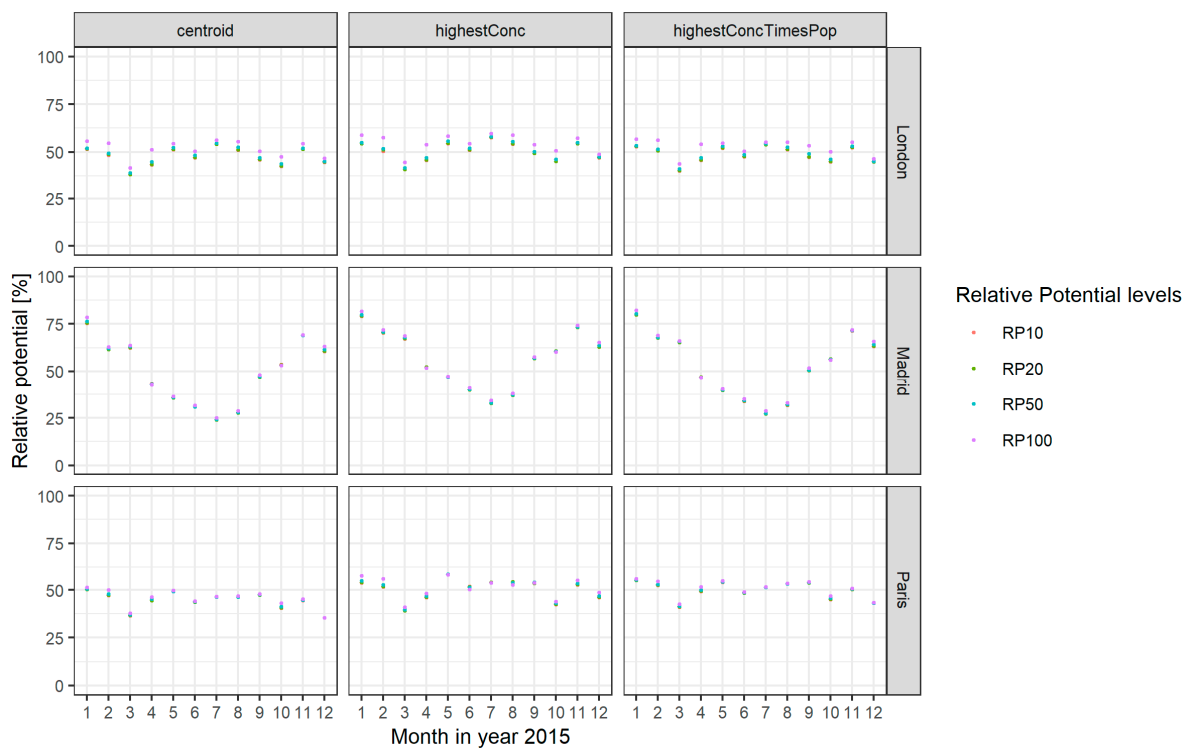 centroid highestConc highestConcTimesPop
100
75
50
25
0
London
100
75
50
25
0
Madrid
100
75
50
25
0
Paris
Relative potential [%]
1 2 3 4 5 6 7 8 9 10 11 12 1 2 3 4 5 6 7 8 9 10 11 12 1 2 3 4 5 6 7 8 9 10 11 12
Month in year 2015
Relative Potential levels
RP10
RP20
RP50
RP100